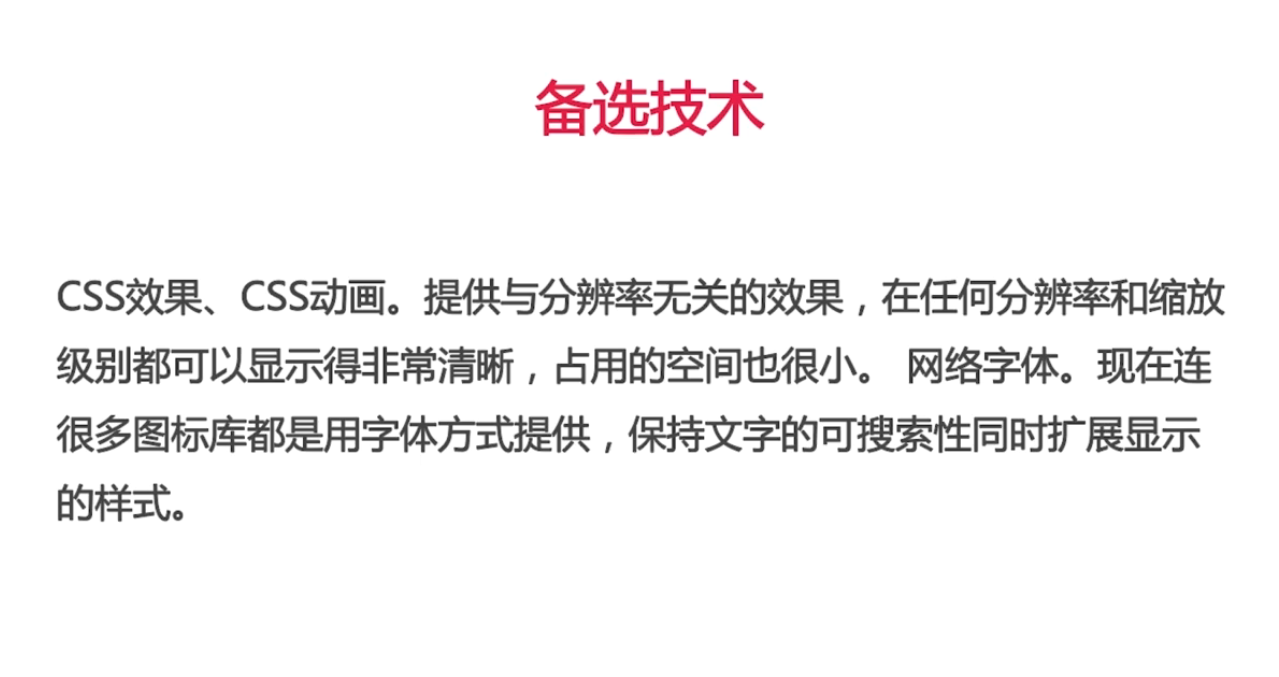 备选技术
CSS效果、CSS动画。提供与分辨率无关的效果，在任何分辨率和缩放
级别都可以显示得非常清晰，占用的空间也很小。 网络字体。现在连
很多图标库都是用字体方式提供，保持文字的可搜索性同时扩展显示
的样式。